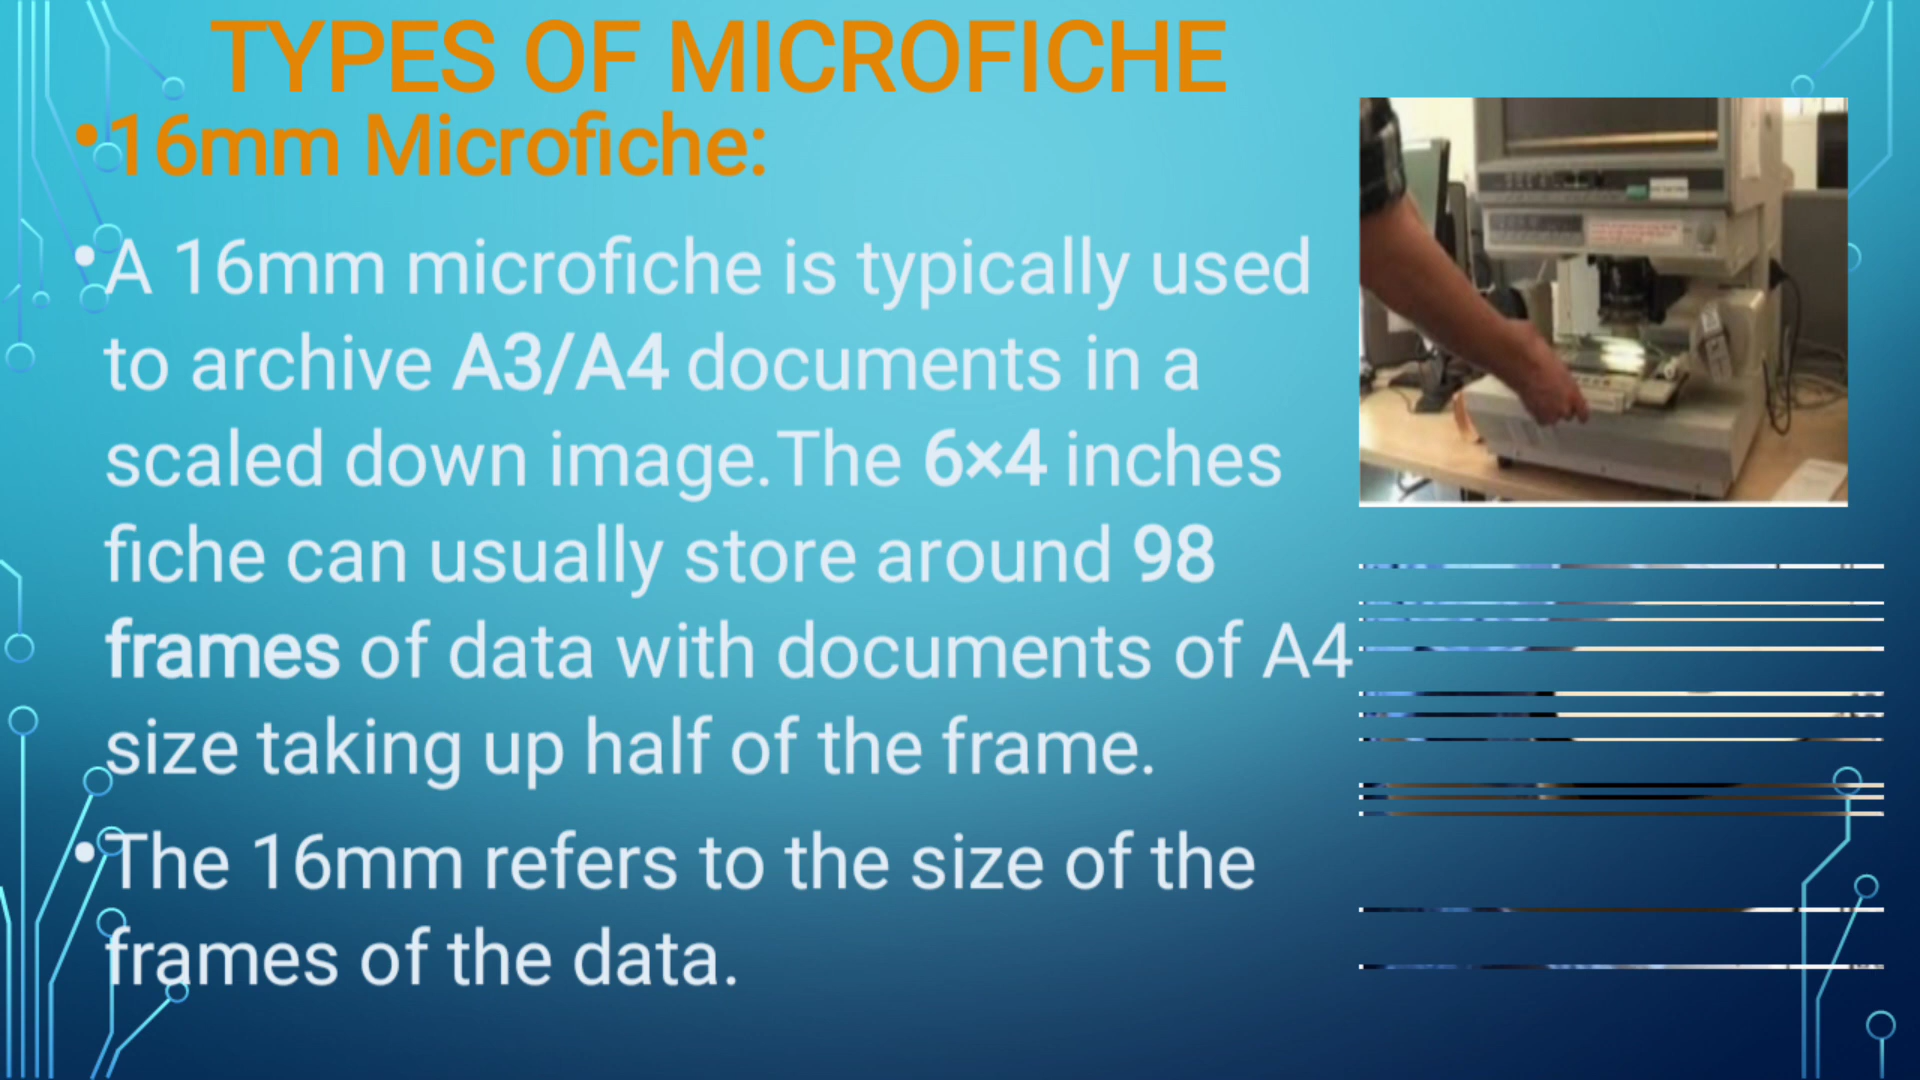 TYPES OF MICROFICHE
•16mm Microfiche:
•A 16mm microfiche is typically used
to archive A3/A4 documents in a
scaled down image.The 6×4 inches
fiche can usually store around 98
frames of data with documents of A4
size taking up half of the frame.
•The 16mm refers to the size of the
frames of the data.